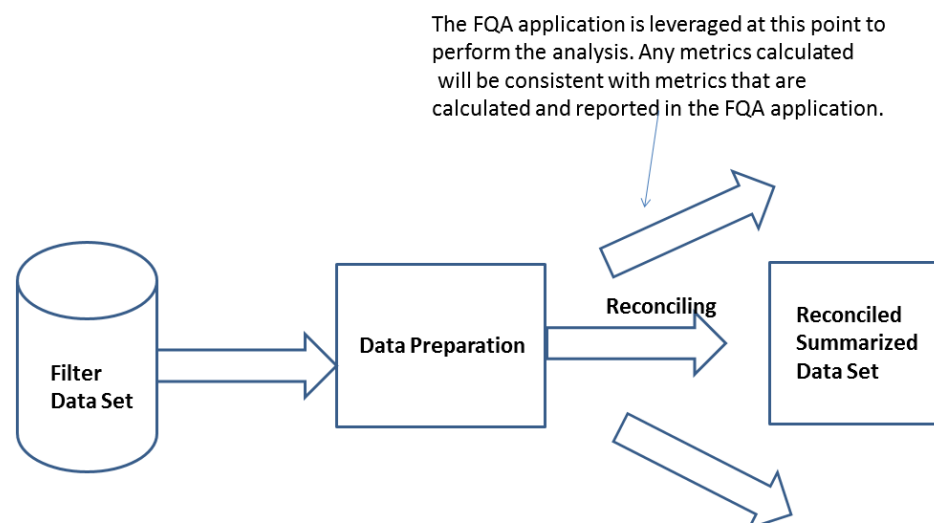 The FQA application is leveraged at this point to
perform the analysis. Any metrics calculated
will be consistent with metrics that are
calculated and reported in the FQA application.
Filter
Data Set
Data Preparation
Reconciling
Reconciled
Summarized
Data Set